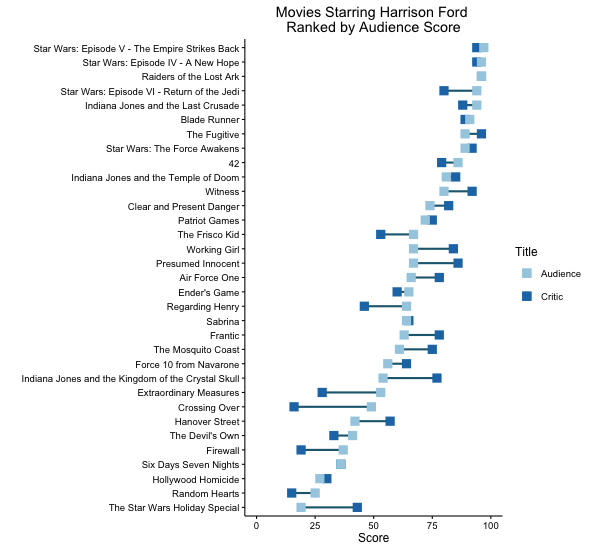 Movies Starring Harrison Ford
Ranked by Audience Score
Star Wars: Episode V - The Empire Strikes Back
Star Wars: Episode IV - A New Hope
Raiders of the Lost Ark
Star Wars: Episode VI - Return of the Jedi
Indiana Jones and the Last Crusade
Blade Runner
The Fugitive
Star Wars: The Force Awakens
42
Indiana Jones and the Temple of Doom
Witness
Clear and Present Danger
Patriot Games
The Frisco Kid
Working Girl
Presumed Innocent
Air Force One
Ender's Game
Regarding Henry
Sabrina
Frantic
The Mosquito Coast
Force 10 from Navarone
Indiana Jones and the Kingdom of the Crystal Skull
Extraordinary Measures
Crossing Over
Hanover Street
The Devil's Own
Firewall
Six Days Seven Nights
Hollywood Homicide
Random Hearts
The Star Wars Holiday Special
0 25 50 75 100
Score
Title
Audience
Critic